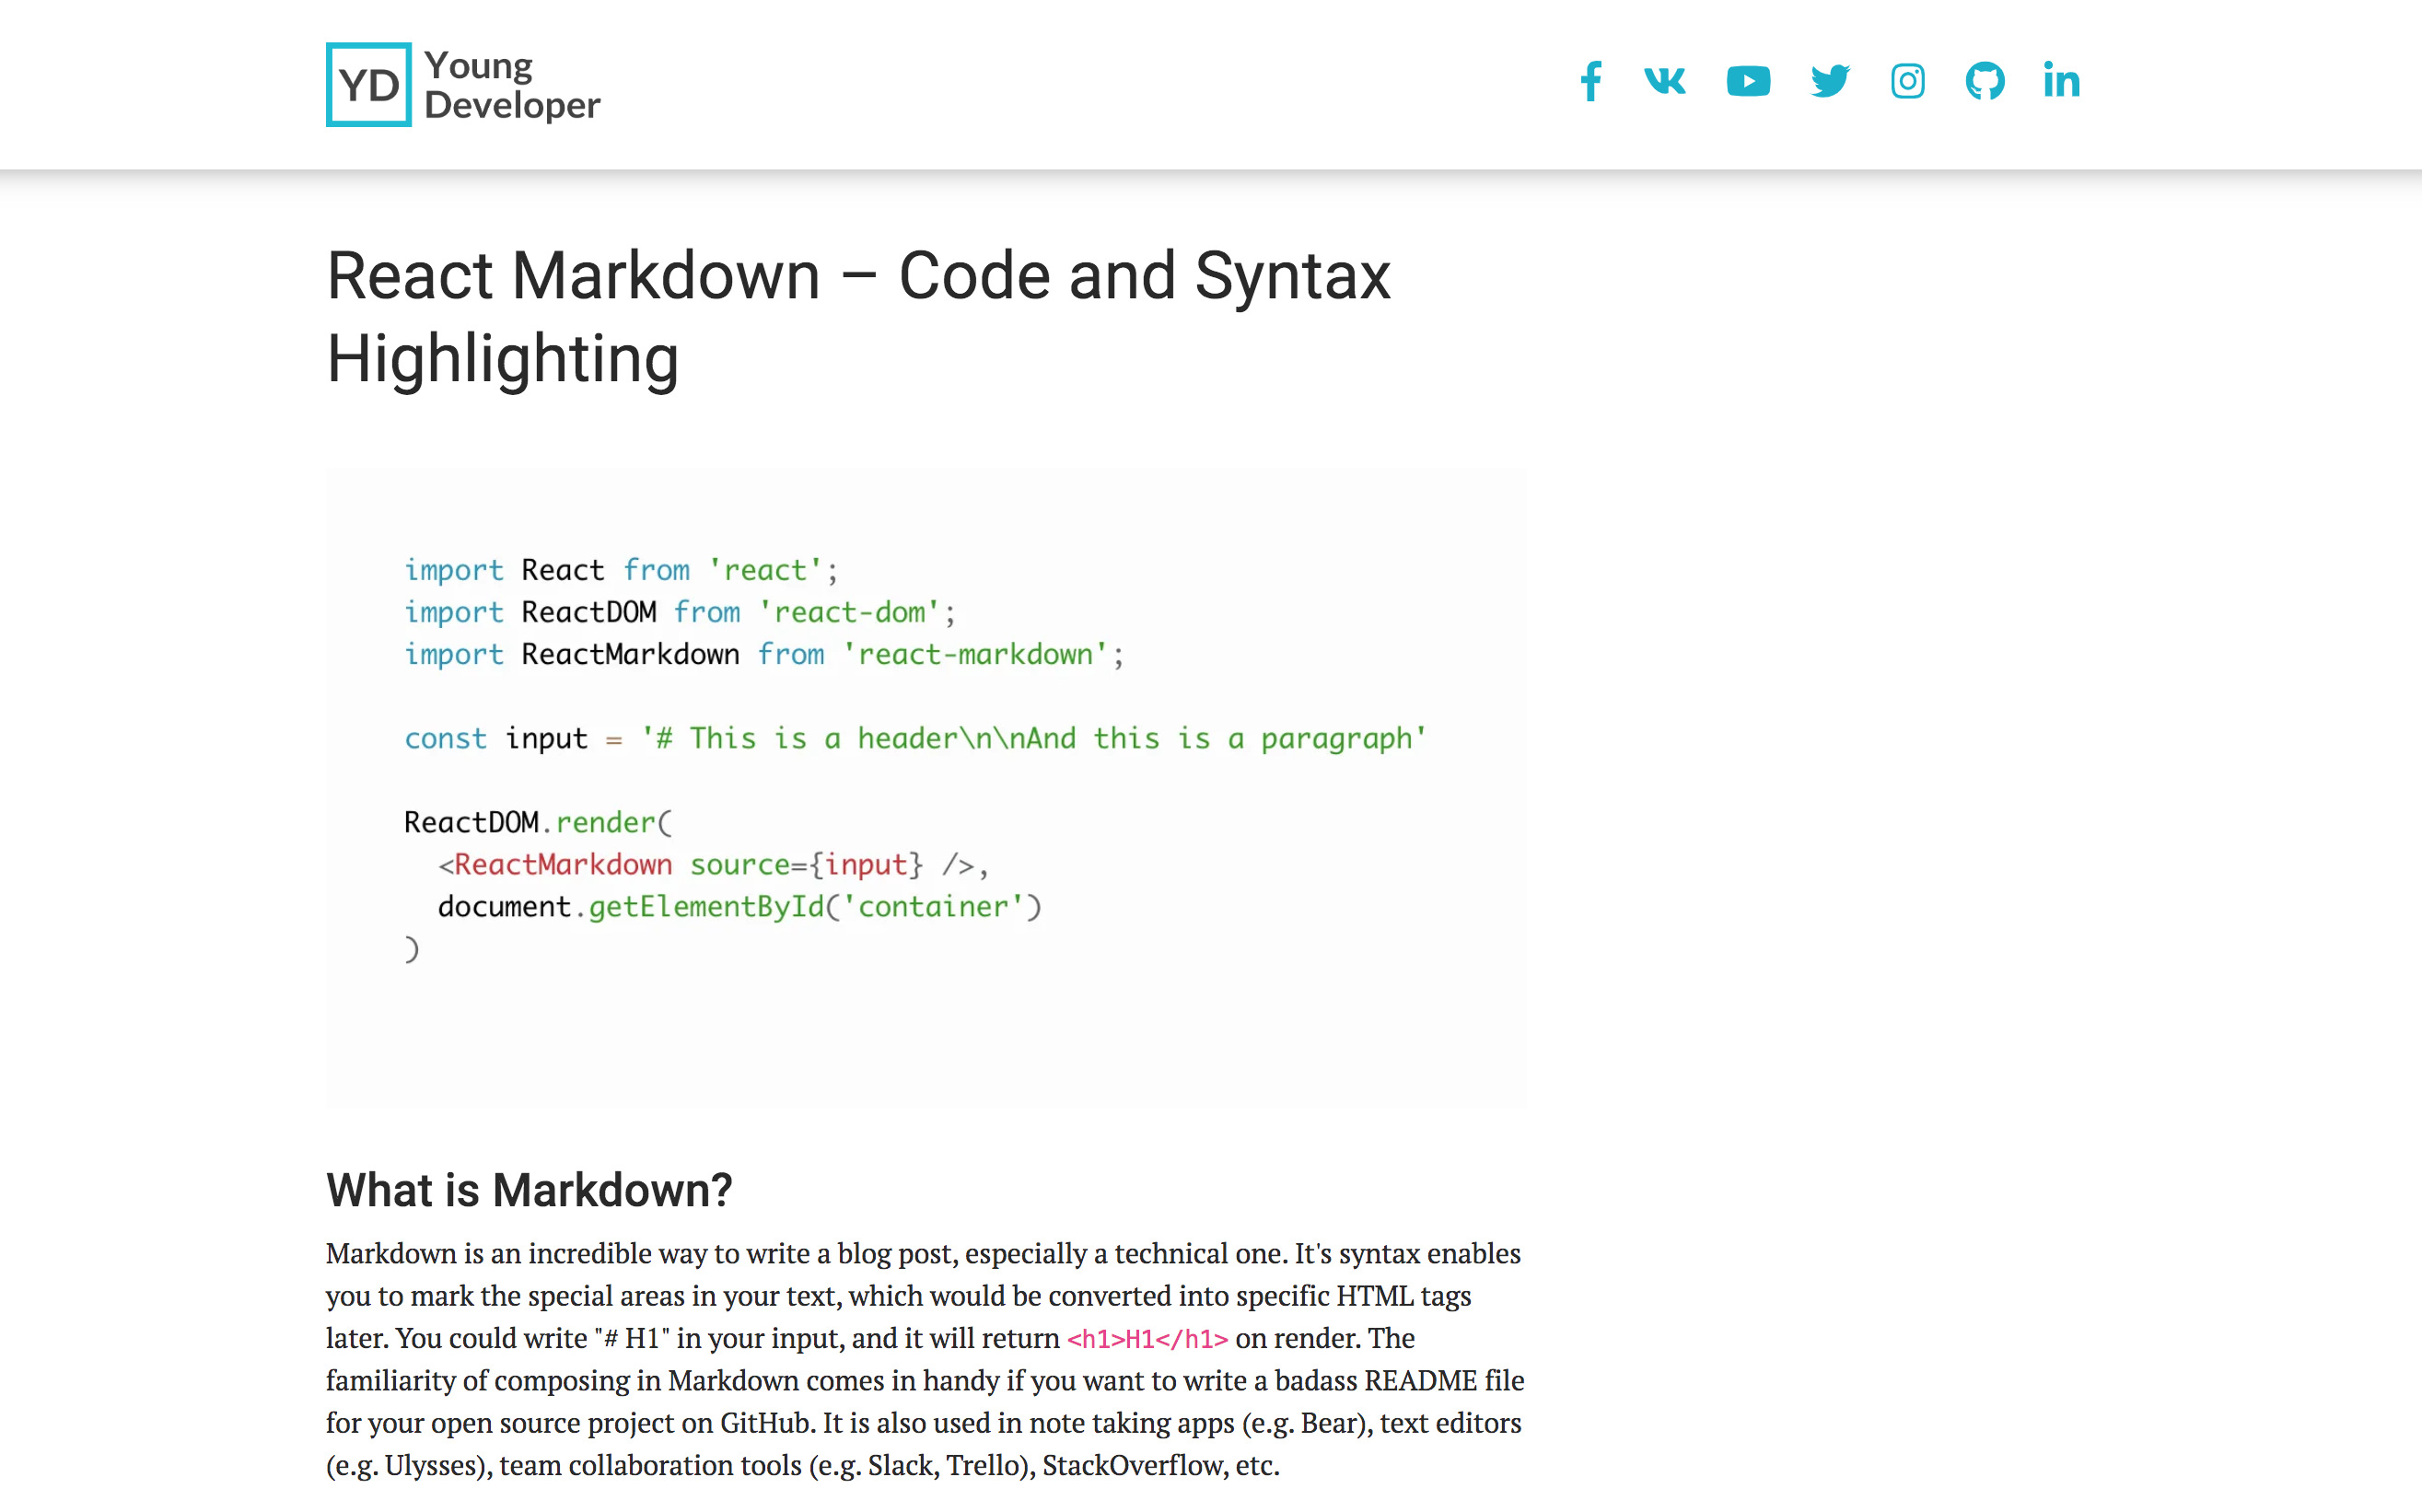 YD
Young
Developer
React Markdown – Code and Syntax
Highlighting
import React from 'react';
import ReactDOM from 'react-dom';
import ReactMarkdown from 'react-markdown';
const input = '# This is a header\n\nAnd this is a paragraph'
ReactDOM.render(
  <ReactMarkdown source={input} />,
  document.getElementById('container')
)
What is Markdown?
Markdown is an incredible way to write a blog post, especially a technical one. It's syntax enables
you to mark the special areas in your text, which would be converted into specific HTML tags
later. You could write "# H1" in your input, and it will return <h1>H1</h1> on render. The
familiarity of composing in Markdown comes in handy if you want to write a badass README file
for your open source project on GitHub. It is also used in note taking apps (e.g. Bear), text editors
(e.g. Ulysses), team collaboration tools (e.g. Slack, Trello), StackOverflow, etc.